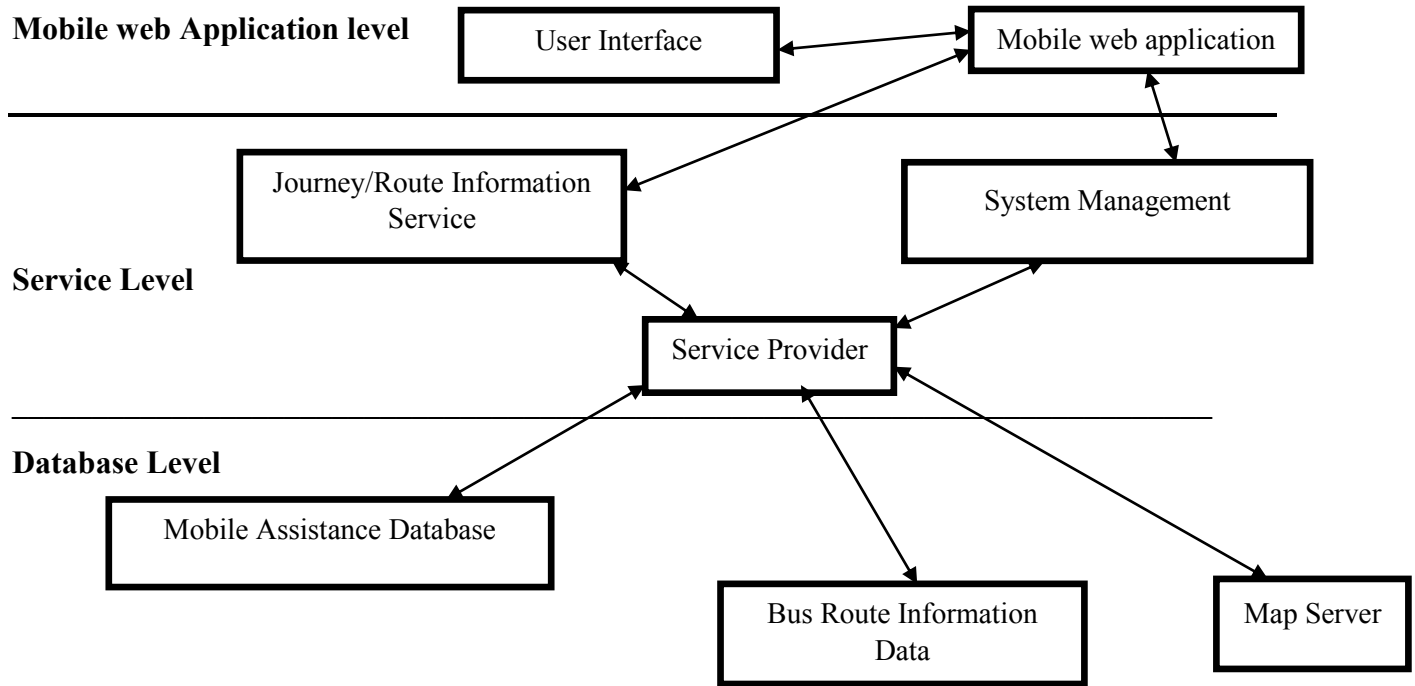 Mobile web Application level
User Interface
Mobile web application
Journey/Route Information
Service
System Management
Service Level
Service Provider
Database Level
Mobile Assistance Database
Bus Route Information
Data
Map Server